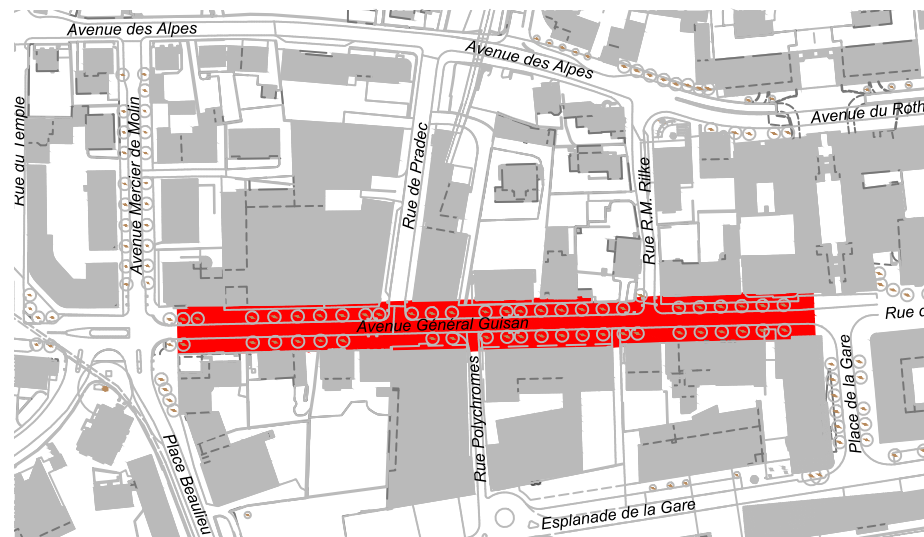 Avenue des Alpes
Avenue des Alpes
Avenue du Roth
Rue du Temple
Avenue Mercier de Molin
Rue de Pradec
Rue R.M. Rilke
Avenue Général Guisan
Rue d
Rue Polychromes
Place de la Gare
Place Beaulieu
Esplanade de la Gare